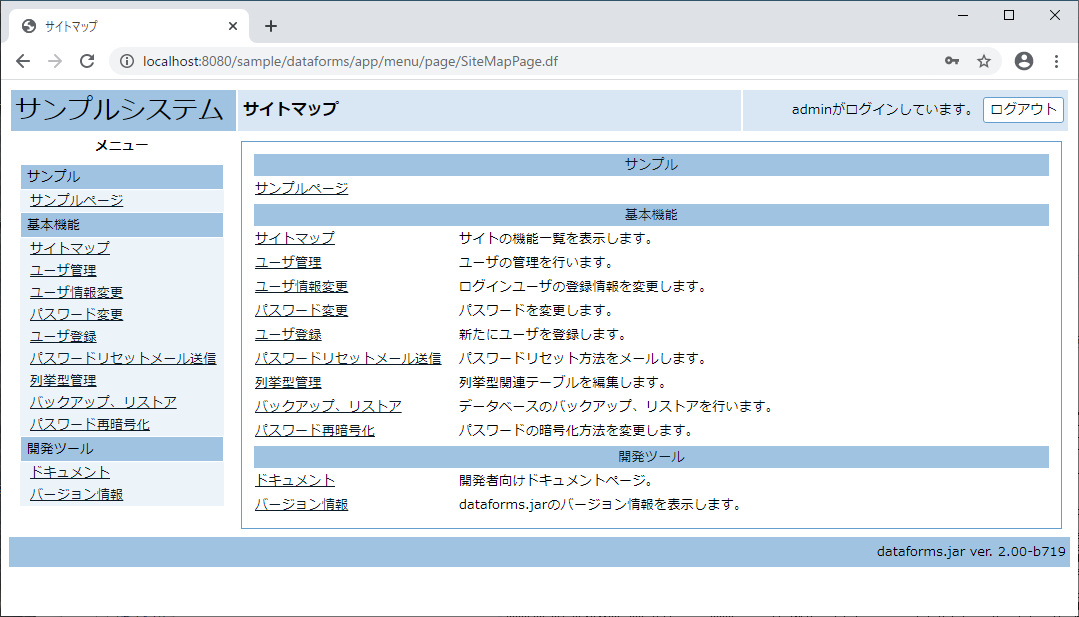 サイトマップ
localhost:8080/sample/dataforms/app/menu/page/SiteMapPage.df
サンプルシステム サイトマップ adminがログインしています。 ログアウト
メニュー
サンプル
サンプルページ
基本機能
サイトマップ
ユーザ管理
ユーザ情報変更
パスワード変更
ユーザ登録
パスワードリセットメール送信
列挙型管理
バックアップ、リストア
パスワード再暗号化
開発ツール
ドキュメント
バージョン情報
サンプル
サンプルページ
基本機能
サイトマップ サイトの機能一覧を表示します。
ユーザ管理 ユーザの管理を行います。
ユーザ情報変更 ログインユーザの登録情報を変更します。
パスワード変更 パスワードを変更します。
ユーザ登録 新たにユーザを登録します。
パスワードリセットメール送信 パスワードリセット方法をメールします。
列挙型管理 列挙型関連テーブルを編集します。
バックアップ、リストア データベースのバックアップ、リストアを行います。
パスワード再暗号化 パスワードの暗号化方法を変更します。
開発ツール
ドキュメント 開発者向けドキュメントページ。
バージョン情報 dataforms.jarのバージョン情報を表示します。
dataforms.jar ver. 2.00-b719